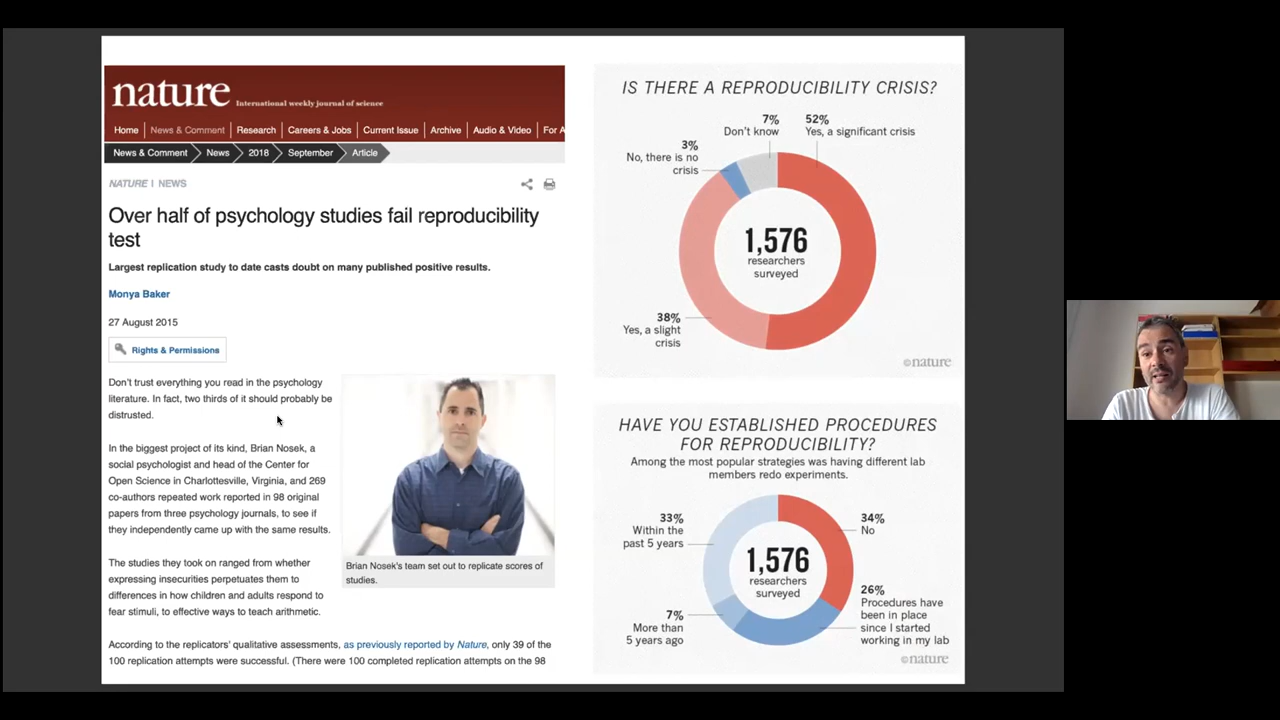 nature International weekly journal of science
Home | News & Comment | Research | Careers & Jobs | Current Issue | Archive | Audio & Video | For A
News & Comment News 2018 September Article
NATURE | NEWS
Over half of psychology studies fail reproducibility
test
Largest replication study to date casts doubt on many published positive results.
Monya Baker
27 August 2015
Rights & Permissions
Don't trust everything you read in the psychology
literature. In fact, two thirds of it should probably be
distrusted.
In the biggest project of its kind, Brian Nosek, a
social psychologist and head of the Center for
Open Science in Charlottesville, Virginia, and 269
co-authors repeated work reported in 98 original
papers from three psychology journals, to see if
they independently came up with the same results.
The studies they took on ranged from whether
expressing insecurities perpetuates them to
differences in how children and adults respond to
fear stimuli, to effective ways to teach arithmetic.
Brian Nosek's team set out to replicate scores of
studies.
According to the replicators' qualitative assessments, as previously reported by Nature, only 39 of the
100 replication attempts were successful. (There were 100 completed replication attempts on the 98
IS THERE A REPRODUCIBILITY CRISIS?
7%
Don't know
52%
Yes, a significant crisis
3%
No, there is no
crisis
1,576
researchers
surveyed
38%
Yes, a slight
crisis
©nature
HAVE YOU ESTABLISHED PROCEDURES
FOR REPRODUCIBILITY?
Among the most popular strategies was having different lab
members redo experiments.
33%
Within the
past 5 years
34%
No
1,576
researchers
surveyed
7%
More than
5 years ago
26%
Procedures have
been in place
since I started
working in my lab
©nature